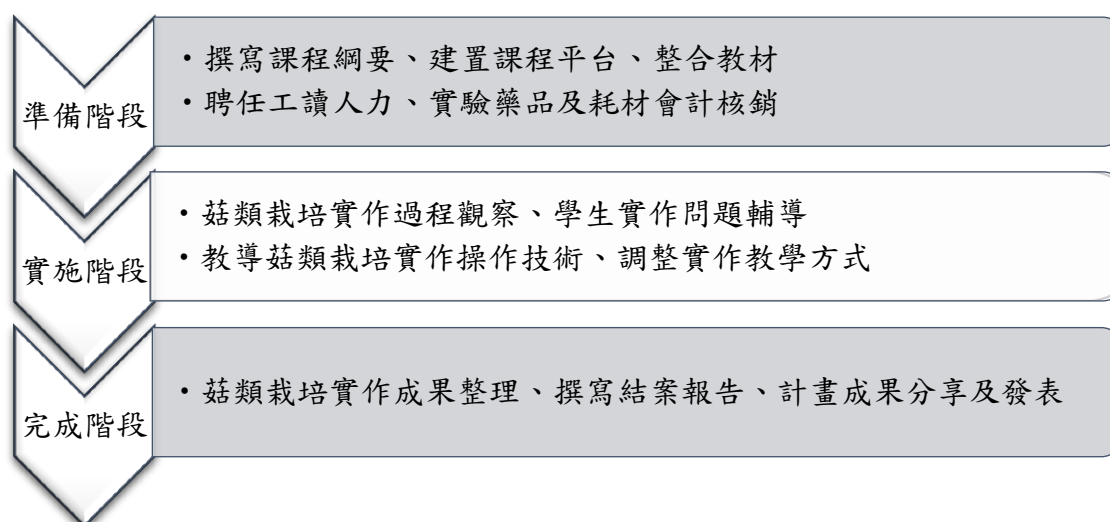 準備階段
・撰寫課程綱要、建置課程平台、整合教材
・聘任工讀人力、實驗藥品及耗材會計核銷
實施階段
・菇類栽培實作過程觀察、學生實作問題輔導
・教導菇類栽培實作操作技術、調整實作教學方式
完成階段
・菇類栽培實作成果整理、撰寫結案報告、計畫成果分享及發表